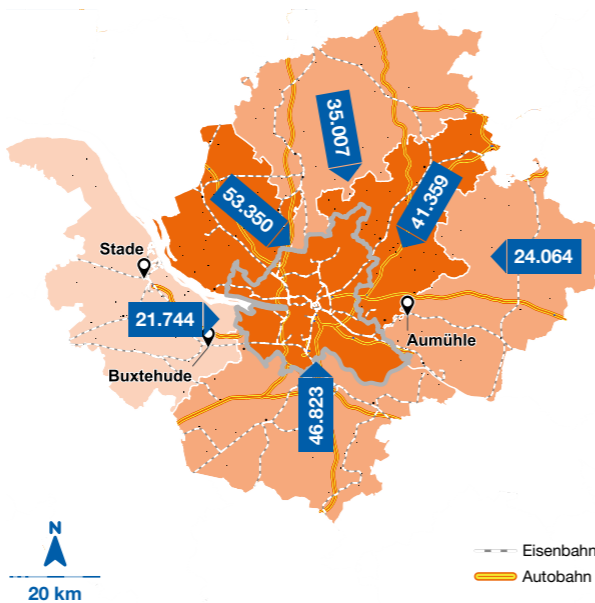 35.007
53.350
41.359
24.064
Stade
21.744
Aumühle
Buxtehude
46.823
N
20 km
Eisenbahn
Autobahn